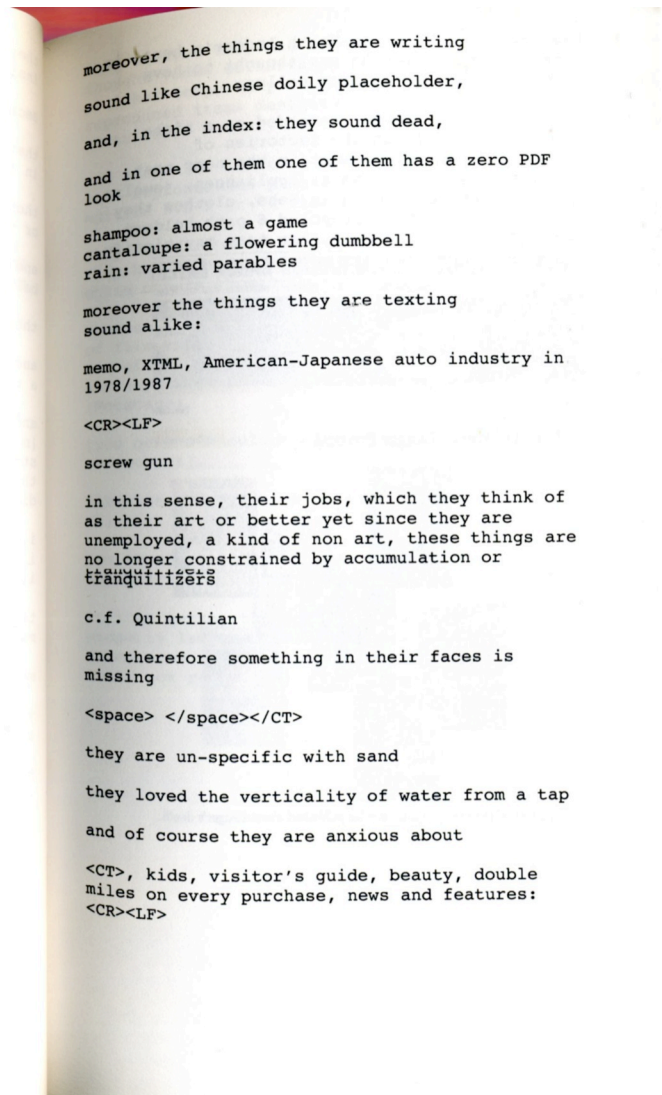 moreover, the things they are writing
sound like Chinese doily placeholder,
and, in the index: they sound dead,
and in one of them one of them has a zero PDF
look
shampoo: almost a game
cantaloupe: a flowering dumbbell
rain: varied parables
moreover the things they are texting
sound alike:
memo, XTML, American-Japanese auto industry in
1978/1987
<CR><LF>
screw gun
in this sense, their jobs, which they think of
as their art or better yet since they are
unemployed, a kind of non art, these things are
no longer constrained by accumulation or
tranquilizers
c.f. Quintilian
and therefore something in their faces is
missing
<space> </space></CT>
they are un-specific with sand
they loved the verticality of water from a tap
and of course they are anxious about
<CT>, kids, visitor's guide, beauty, double
miles on every purchase, news and features:
<CR><LF>